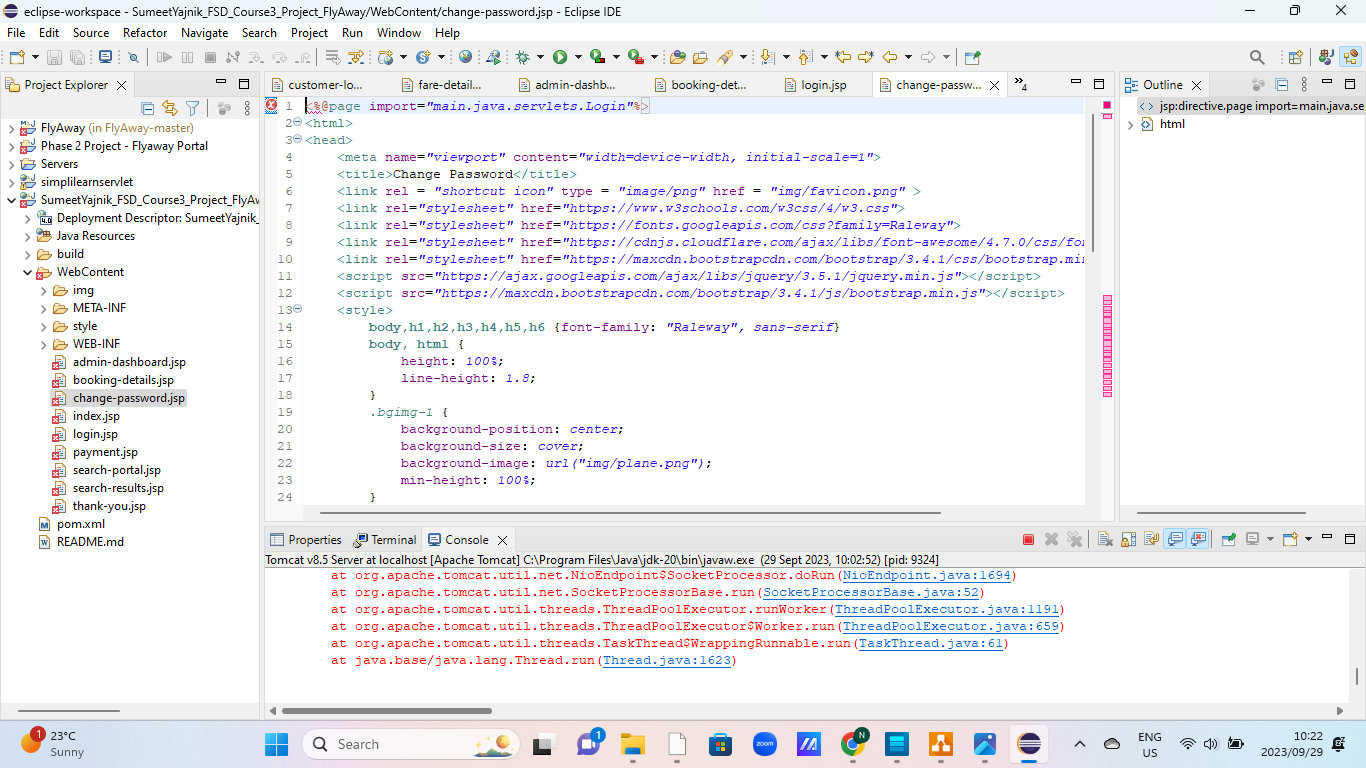 eclipse-workspace - SumeetYajnik_FSD_Course3_Project_FlyAway/WebContent/change-password.jsp - Eclipse IDE
File Edit Source Refactor Navigate Search Project Run Window Help
Project Explorer
FlyAway (in FlyAway-master)
Phase 2 Project - Flyaway Portal
Servers
simplilearnservlet
SumeetYajnik_FSD_Course3_Project_FlyAw
Deployment Descriptor: SumeetYajnik_
Java Resources
build
WebContent
img
META-INF
style
WEB-INF
admin-dashboard.jsp
booking-details.jsp
change-password.jsp
index.jsp
login.jsp
payment.jsp
search-portal.jsp
search-results.jsp
thank-you.jsp
pom.xml
README.md
customer-lo... fare-detail... admin-dashb... booking-det... login.jsp change-passw... »4
1 <%@page import="main.java.servlets.Login"%>
2 <html>
3 <head>
4 <meta name="viewport" content="width=device-width, initial-scale=1">
5 <title>Change Password</title>
6 <link rel = "shortcut icon" type = "image/png" href = "img/favicon.png" >
7 <link rel="stylesheet" href="https://www.w3schools.com/w3css/4/w3.css">
8 <link rel="stylesheet" href="https://fonts.googleapis.com/css?family=Raleway">
9 <link rel="stylesheet" href="https://cdnjs.cloudflare.com/ajax/libs/font-awesome/4.7.0/css/fon
10 <link rel="stylesheet" href="https://maxcdn.bootstrapcdn.com/bootstrap/3.4.1/css/bootstrap.min
11 <script src="https://ajax.googleapis.com/ajax/libs/jquery/3.5.1/jquery.min.js"></script>
12 <script src="https://maxcdn.bootstrapcdn.com/bootstrap/3.4.1/js/bootstrap.min.js"></script>
13 <style>
14 body,h1,h2,h3,h4,h5,h6 {font-family: "Raleway", sans-serif}
15 body, html {
16 height: 100%;
17 line-height: 1.8;
18 }
19 .bgimg-1 {
20 background-position: center;
21 background-size: cover;
22 background-image: url("img/plane.png");
23 min-height: 100%;
24 }
Outline
jsp:directive.page import=main.java.se
html
Properties Terminal Console
Tomcat v8.5 Server at localhost [Apache Tomcat] C:\Program Files\Java\jdk-20\bin\javaw.exe (29 Sept 2023, 10:02:52) [pid: 9324]
at org.apache.tomcat.util.net.NioEndpoint$SocketProcessor.doRun(NioEndpoint.java:1694)
at org.apache.tomcat.util.net.SocketProcessorBase.run(SocketProcessorBase.java:52)
at org.apache.tomcat.util.threads.ThreadPoolExecutor.runWorker(ThreadPoolExecutor.java:1191)
at org.apache.tomcat.util.threads.ThreadPoolExecutor$Worker.run(ThreadPoolExecutor.java:659)
at org.apache.tomcat.util.threads.TaskThread$WrappingRunnable.run(TaskThread.java:61)
at java.base/java.lang.Thread.run(Thread.java:1623)
1 23°C
Sunny
Search
1
zoom
N
ENG
US
10:22
2023/09/29